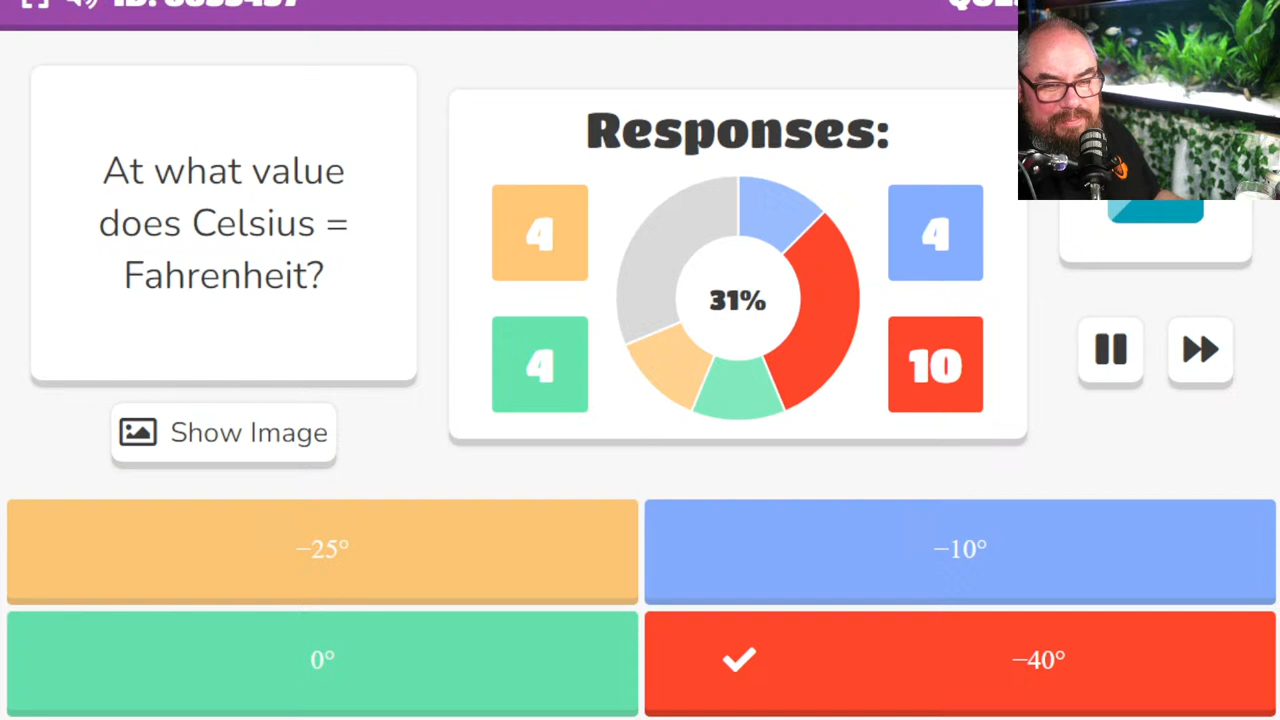 At what value
does Celsius =
Fahrenheit?
Show Image
Responses:
4
4
31%
4
10
−25°
−10°
0°
−40°